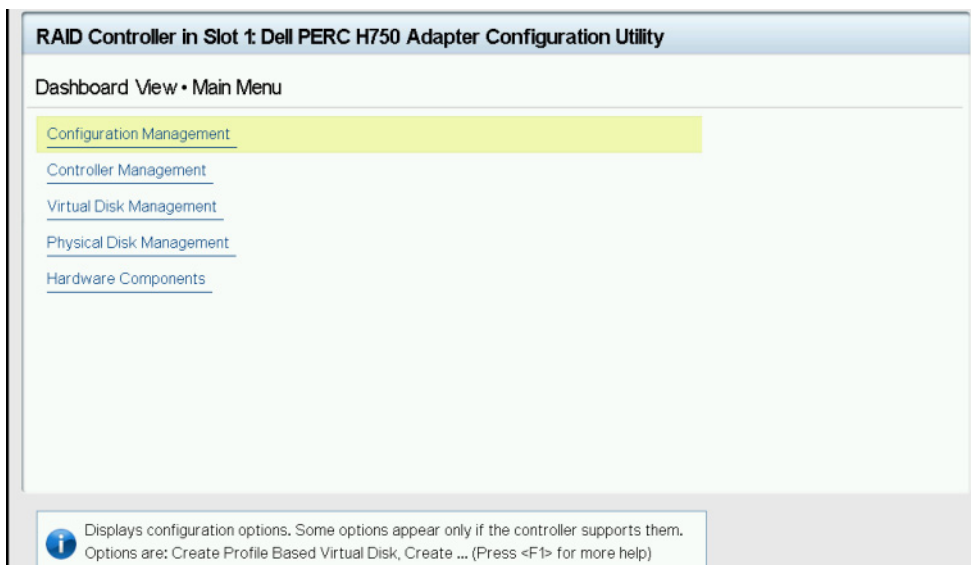 RAID Controller in Slot 1: Dell PERC H750 Adapter Configuration Utility
Dashboard View • Main Menu
Configuration Management
Controller Management
Virtual Disk Management
Physical Disk Management
Hardware Components
Displays configuration options. Some options appear only if the controller supports them.
Options are: Create Profile Based Virtual Disk, Create ... (Press <F1> for more help)